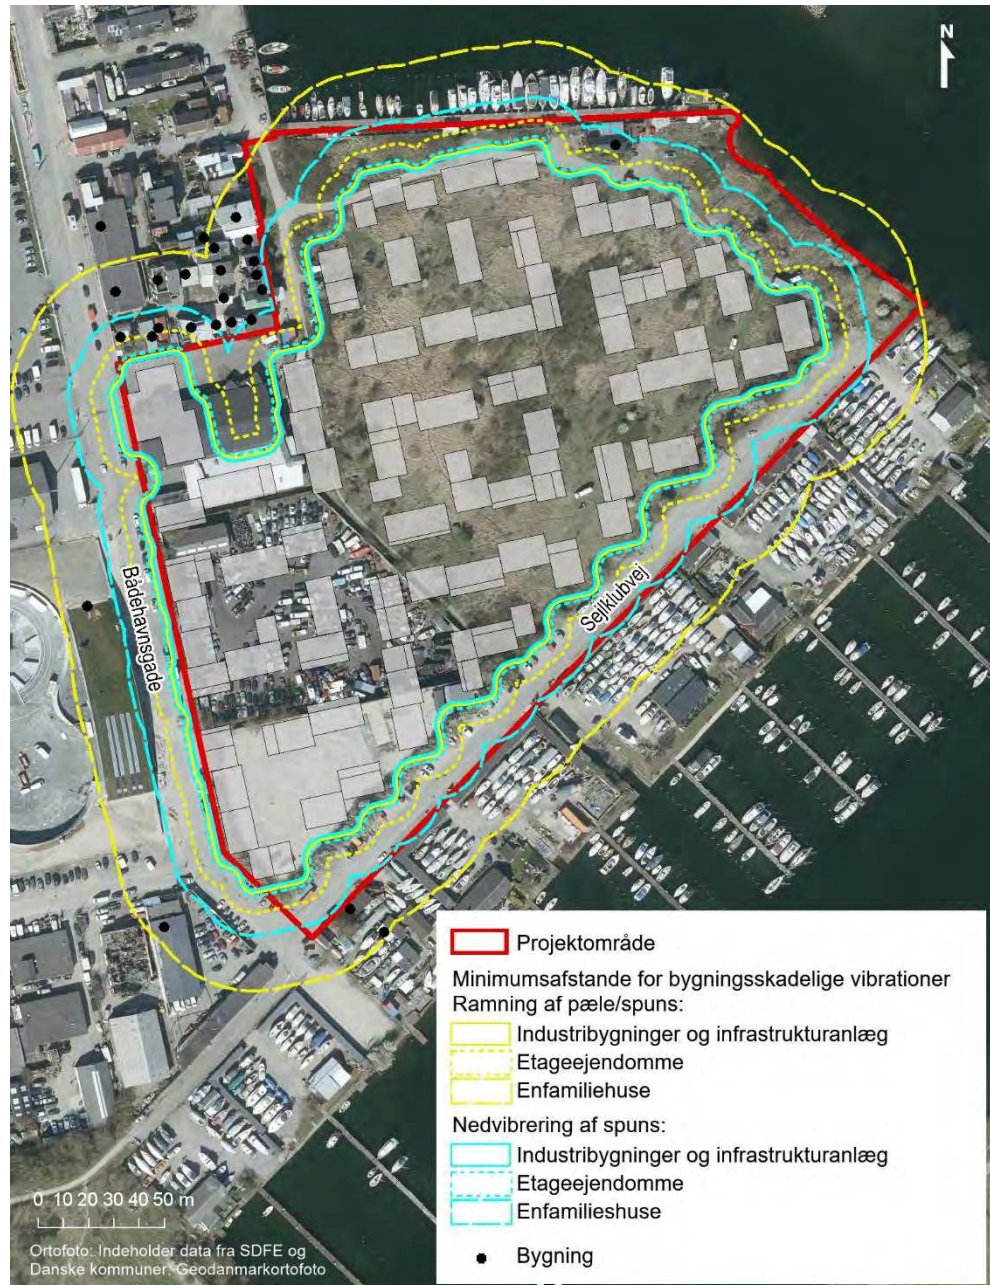 N
Bådehavnsgade
Sejlklubvej
Projektområde
Minimumsafstande for bygningsskadelige vibrationer
Ramning af pæle/spuns:
Industribygninger og infrastrukturanlæg
Etageejendomme
Enfamiliehuse
Nedvibrering af spuns:
Industribygninger og infrastrukturanlæg
Etageejendomme
Enfamilieshuse
Bygning
0 10 20 30 40 50 m
Ortofoto: Indeholder data fra SDFE og
Danske kommuner. Geodanmarkortofoto